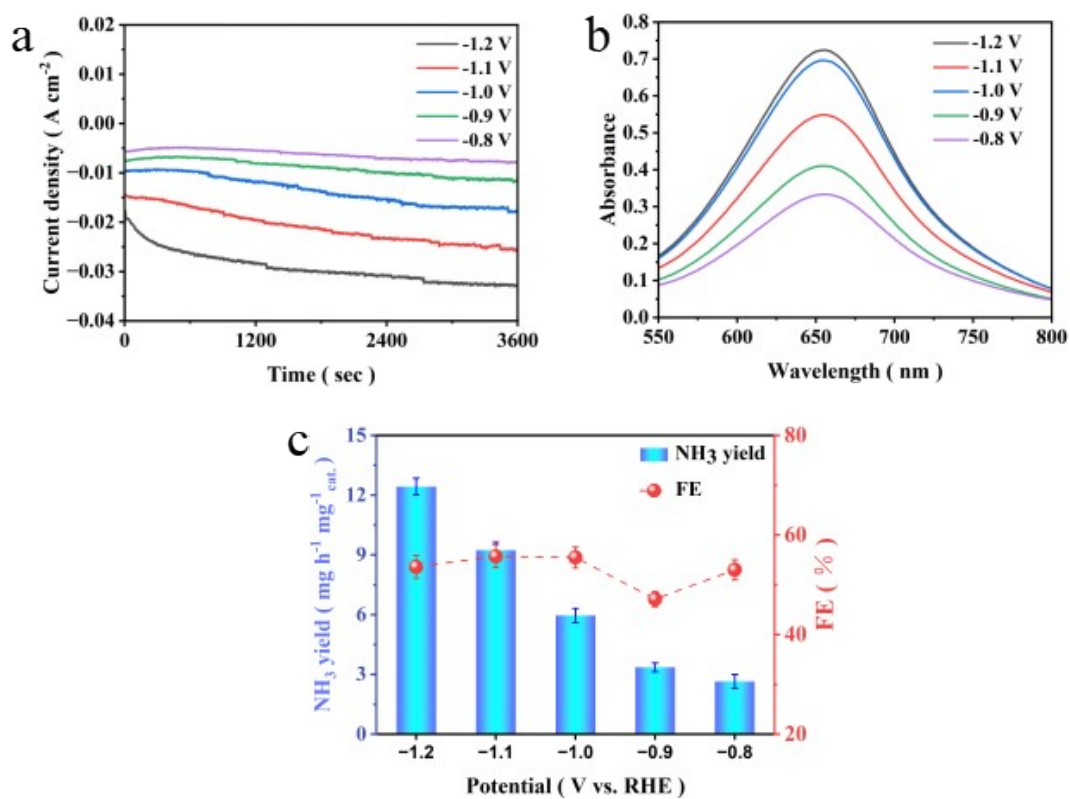 a
0.02
0.01
0.00
−0.01
−0.02
−0.03
−0.04
Current density ( A cm⁻² )
-1.2 V
-1.1 V
-1.0 V
-0.9 V
-0.8 V
0 1200 2400 3600
Time ( sec )
b
0.8
0.7
0.6
0.5
0.4
0.3
0.2
0.1
0.0
Absorbance
-1.2 V
-1.1 V
-1.0 V
-0.9 V
-0.8 V
550 600 650 700 750 800
Wavelength ( nm )
c
15
12
9
6
3
0
NH₃ yield ( mg h⁻¹ mg⁻¹cat. )
NH₃ yield
FE
80
60
40
20
FE ( % )
−1.2 −1.1 −1.0 −0.9 −0.8
Potential ( V vs. RHE )